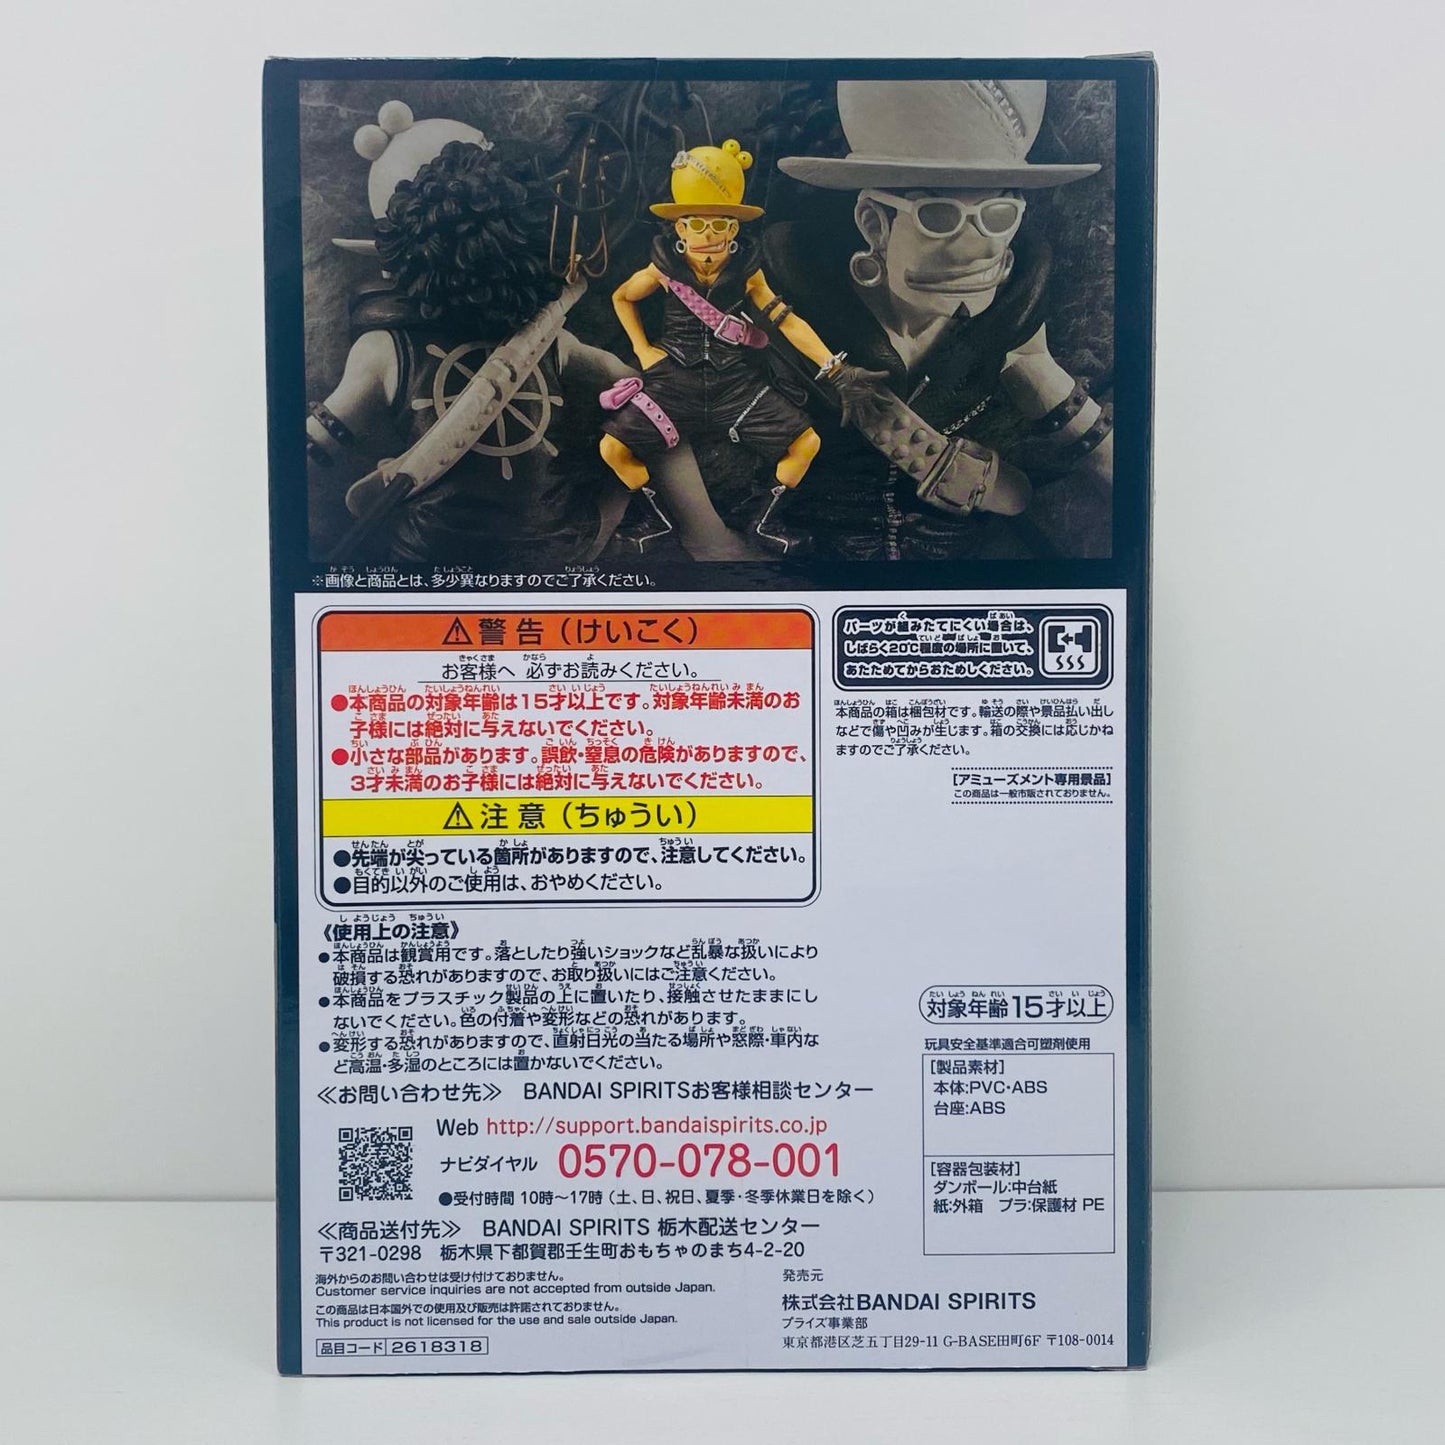 ※画像と商品とは、多少異なりますのでご了承ください。
⚠警告（けいこく）
お客様へ 必ずお読みください。
●本商品の対象年齢は15才以上です。対象年齢未満のお
子様には絶対に与えないでください。
●小さな部品があります。誤飲・窒息の危険がありますので、
3才未満のお子様には絶対に与えないでください。
⚠注意（ちゅうい）
●先端が尖っている箇所がありますので、注意してください。
●目的以外のご使用は、おやめください。
パーツが組みたてにくい場合は、
しばらく20℃程度の場所に置いて、
あたためてからおためしください。
本商品の箱は梱包材です。輸送の際や景品払い出し
などで傷や凹みが生じます。箱の交換には応じかね
ますのでご了承ください。
【アミューズメント専用景品】
この商品は一般市販されておりません。
《使用上の注意》
●本商品は観賞用です。落としたり強いショックなど乱暴な扱いにより
破損する恐れがありますので、お取り扱いにはご注意ください。
●本商品をプラスチック製品の上に置いたり、接触させたままにし
ないでください。色の付着や変形などの恐れがあります。
●変形する恐れがありますので、直射日光の当たる場所や窓際・車内な
ど高温・多湿のところには置かないでください。
≪お問い合わせ先≫ BANDAI SPIRITSお客様相談センター
Web http://support.bandaispirits.co.jp
ナビダイヤル 0570-078-001
●受付時間 10時～17時（土、日、祝日、夏季・冬季休業日を除く）
≪商品送付先≫ BANDAI SPIRITS 栃木配送センター
〒321-0298 栃木県下都賀郡壬生町おもちゃのまち4-2-20
海外からのお問い合わせは受け付けておりません。
Customer service inquiries are not accepted from outside Japan.
この商品は日本国外での使用及び販売は許諾されておりません。
This product is not licensed for the use and sale outside Japan.
品目コード 2618318
対象年齢15才以上
玩具安全基準適合可塑剤使用
［製品素材］
本体:PVC・ABS
台座:ABS
［容器包装材］
ダンボール:中台紙
紙:外箱 プラ:保護材 PE
発売元
株式会社BANDAI SPIRITS
プライズ事業部
東京都港区芝五丁目29-11 G-BASE田町6F 〒108-0014